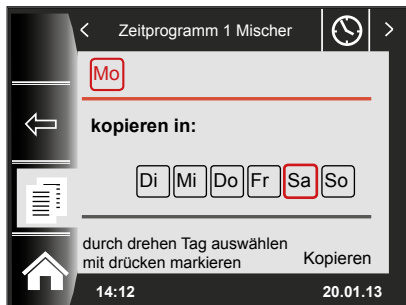 Zeitprogramm 1 Mischer
Mo
kopieren in:
Di Mi Do Fr Sa So
durch drehen Tag auswählen
mit drücken markieren Kopieren
14:12 20.01.13